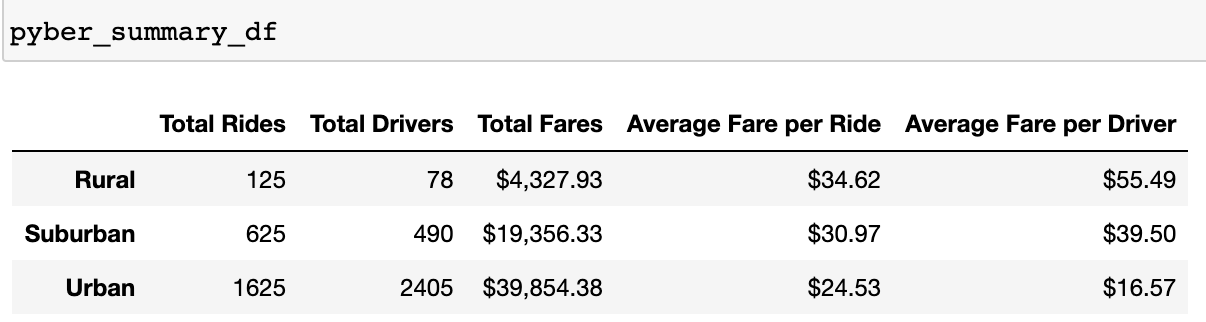 pyber_summary_df
Total Rides Total Drivers Total Fares Average Fare per Ride Average Fare per Driver
Rural 125 78 $4,327.93 $34.62 $55.49
Suburban 625 490 $19,356.33 $30.97 $39.50
Urban 1625 2405 $39,854.38 $24.53 $16.57